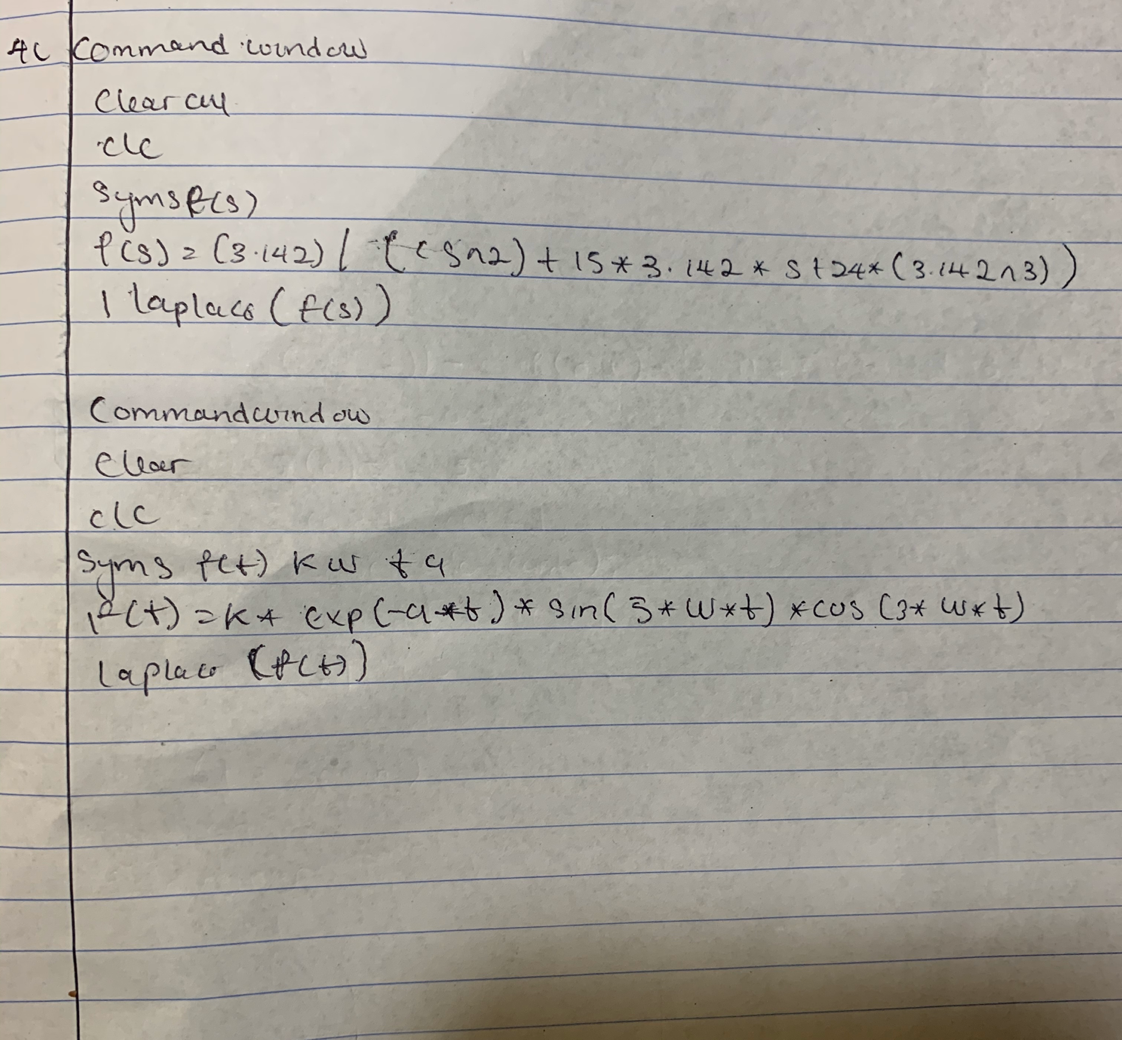 4c Command window
Clear all
clc
Syms f(s)
f(s) = (3.142) / ((s^2) + 15 * 3.142 * s + 24 * (3.142^3))
ilaplace (f(s))
Commandwindow
Clear
clc
Syms f(t) k w t a
f(t) = k * exp(-a*t) * sin(5 * w * t) * cos (3 * w * t)
laplace (f(t))